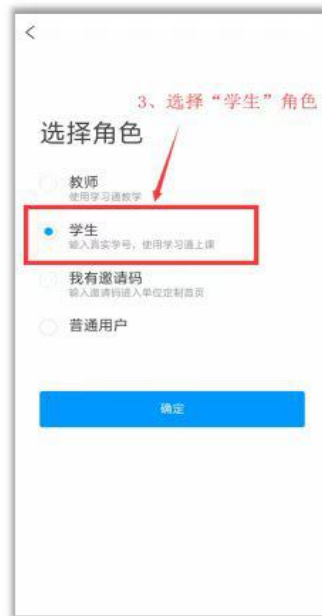 3、选择“学生”角色
选择角色
教师
使用学习通教学
学生
输入真实学号，使用学习通上课
我有邀请码
输入邀请码进入单位定制首页
普通用户
确定